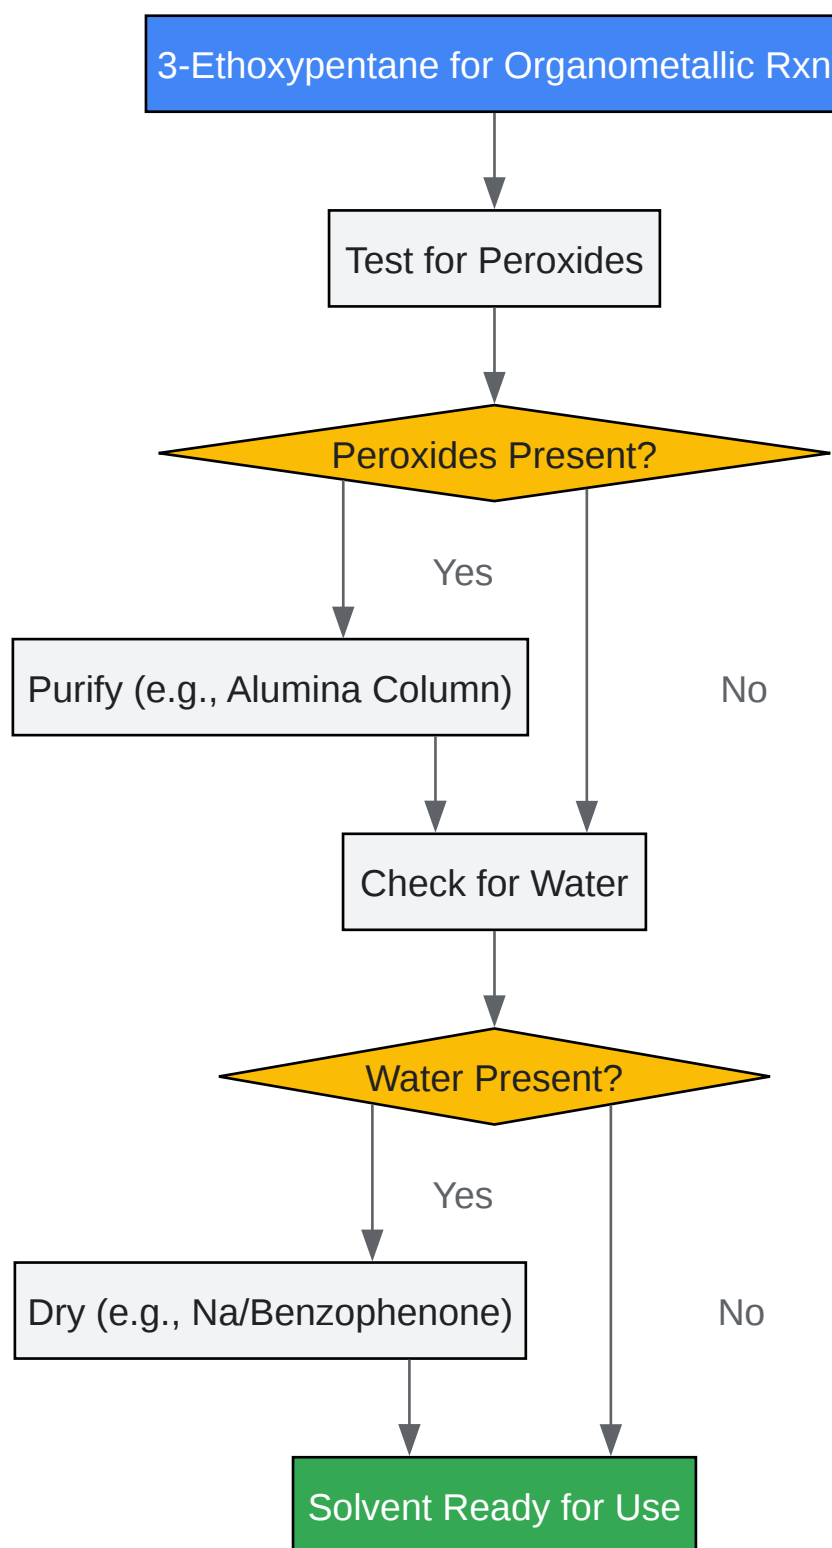 3-Ethoxypentane for Organometallic Rxn
Test for Peroxides
Peroxides Present?
Yes
Purify (e.g., Alumina Column)
No
Check for Water
Water Present?
Yes
Dry (e.g., Na/Benzophenone)
No
Solvent Ready for Use